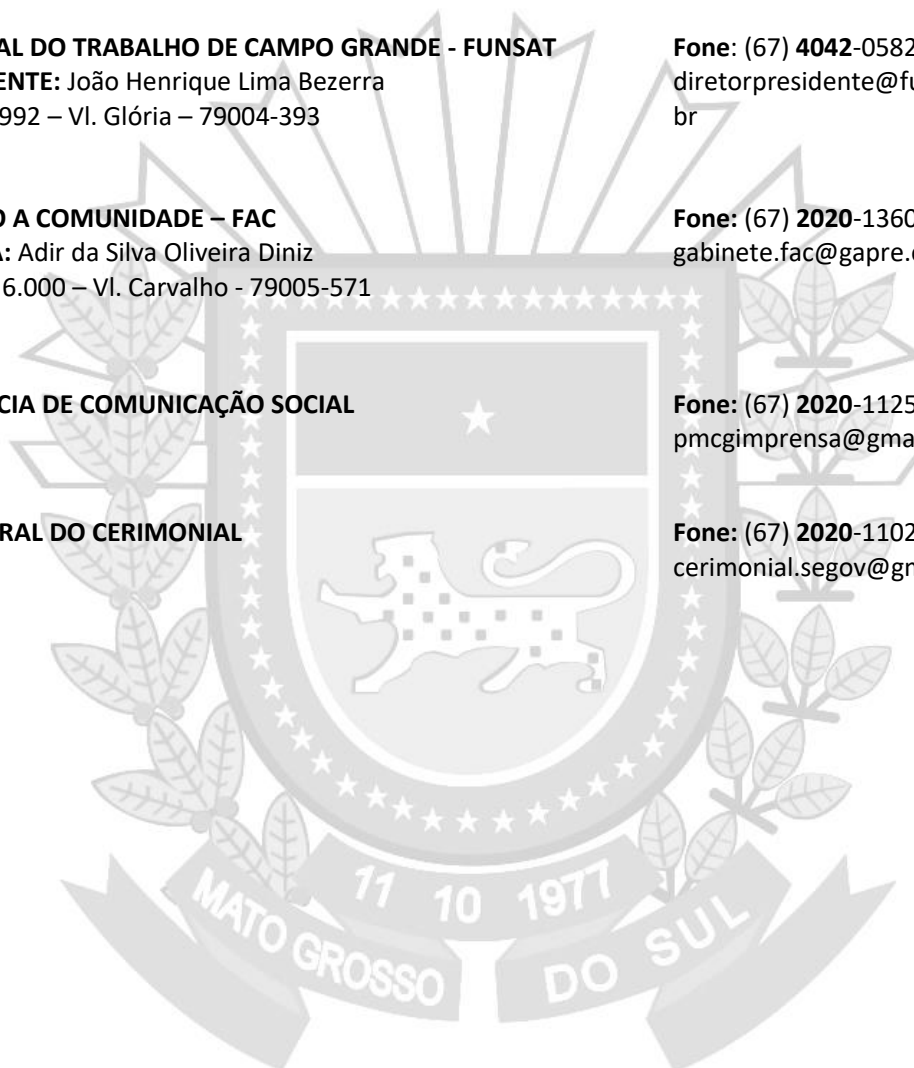 AL DO TRABALHO DE CAMPO GRANDE - FUNSAT
ENTE: João Henrique Lima Bezerra
992 – Vl. Glória – 79004-393
Fone: (67) 4042-0582
diretorpresidente@fu
br
O A COMUNIDADE – FAC
A: Adir da Silva Oliveira Diniz
6.000 – Vl. Carvalho - 79005-571
Fone: (67) 2020-1360
gabinete.fac@gapre.
CIA DE COMUNICAÇÃO SOCIAL
Fone: (67) 2020-1125
pmcgimprensa@gma
RAL DO CERIMONIAL
Fone: (67) 2020-1102
cerimonial.segov@g
11 10 1977
MATO GROSSO DO SUL